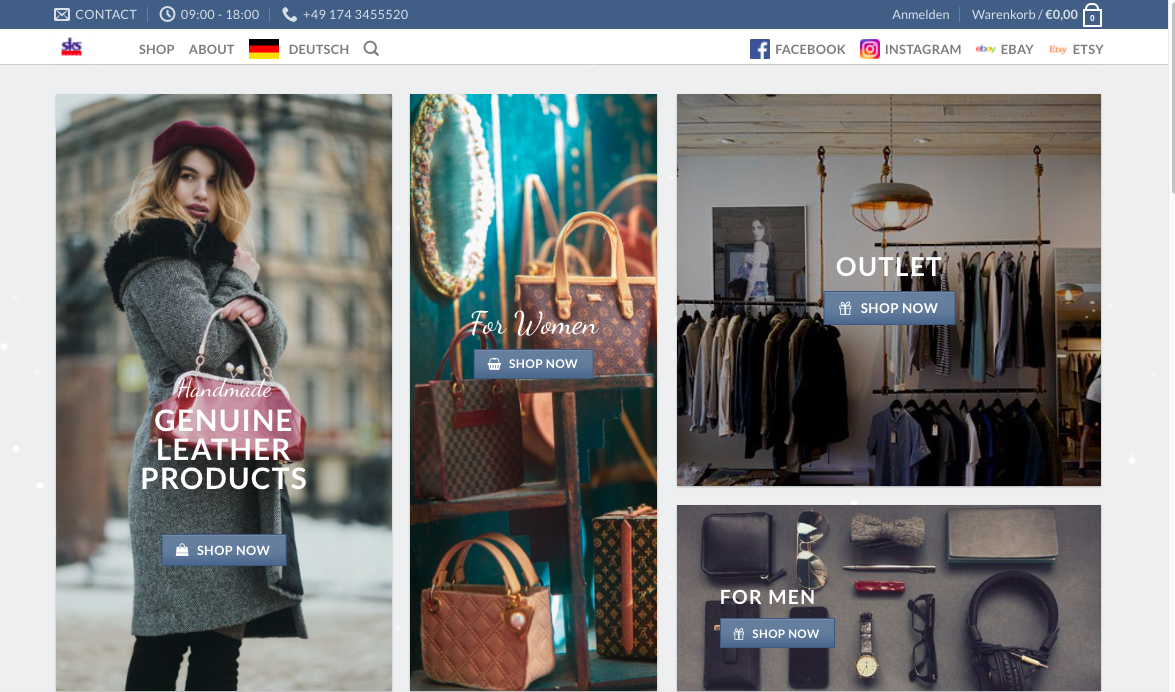 CONTACT
09:00 - 18:00
+49 174 3455520
Anmelden
Warenkorb / €0,00
0
sks
SHOP
ABOUT
DEUTSCH
FACEBOOK
INSTAGRAM
ebay
EBAY
Etsy
ETSY
Handmade
GENUINE
LEATHER
PRODUCTS
SHOP NOW
For Women
SHOP NOW
OUTLET
SHOP NOW
FOR MEN
SHOP NOW